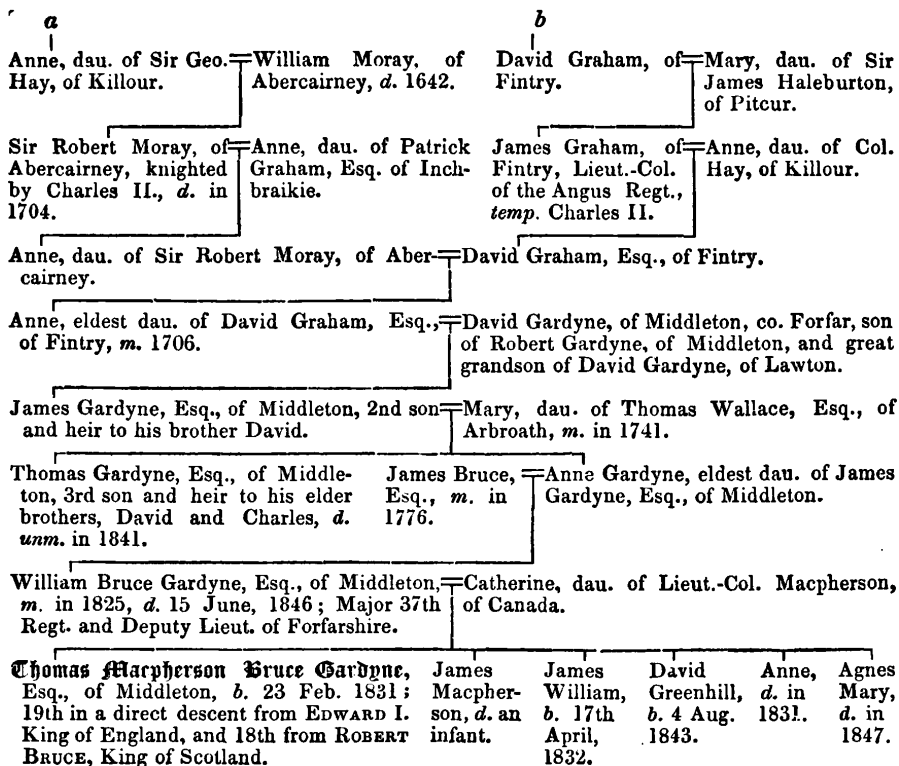 a
b
Anne, dau. of Sir Geo.
Hay, of Killour.
William Moray, of
Abercairney, d. 1642.
David Graham, of
Fintry.
Mary, dau. of Sir
James Haleburton,
of Pitcur.
Sir Robert Moray, of
Abercairney, knighted
by Charles II., d. in
1704.
Anne, dau. of Patrick
Graham, Esq. of Inch-
braikie.
James Graham, of
Fintry, Lieut.-Col.
of the Angus Regt.,
temp. Charles II.
Anne, dau. of Col.
Hay, of Killour.
Anne, dau. of Sir Robert Moray, of Aber-
cairney.
David Graham, Esq., of Fintry.
Anne, eldest dau. of David Graham, Esq.,
of Fintry, m. 1706.
David Gardyne, of Middleton, co. Forfar, son
of Robert Gardyne, of Middleton, and great
grandson of David Gardyne, of Lawton.
James Gardyne, Esq., of Middleton, 2nd son
and heir to his brother David.
Mary, dau. of Thomas Wallace, Esq., of
Arbroath, m. in 1741.
Thomas Gardyne, Esq., of Middle-
ton, 3rd son and heir to his elder
brothers, David and Charles, d.
unm. in 1841.
James Bruce,
Esq., m. in
1776.
Anna Gardyne, eldest dau. of James
Gardyne, Esq., of Middleton.
William Bruce Gardyne, Esq., of Middleton,
m. in 1825, d. 15 June, 1846; Major 37th
Regt. and Deputy Lieut. of Forfarshire.
Catherine, dau. of Lieut.-Col. Macpherson,
of Canada.
Thomas Macpherson Bruce Gardyne,
Esq., of Middleton, b. 23 Feb. 1831;
19th in a direct descent from EDWARD I.
King of England, and 18th from ROBERT
BRUCE, King of Scotland.
James
Macpher-
son, d. an
infant.
James
William,
b. 17th
April,
1832.
David
Greenhill,
b. 4 Aug.
1843.
Anne,
d. in
1831.
Agnes
Mary,
d. in
1847.